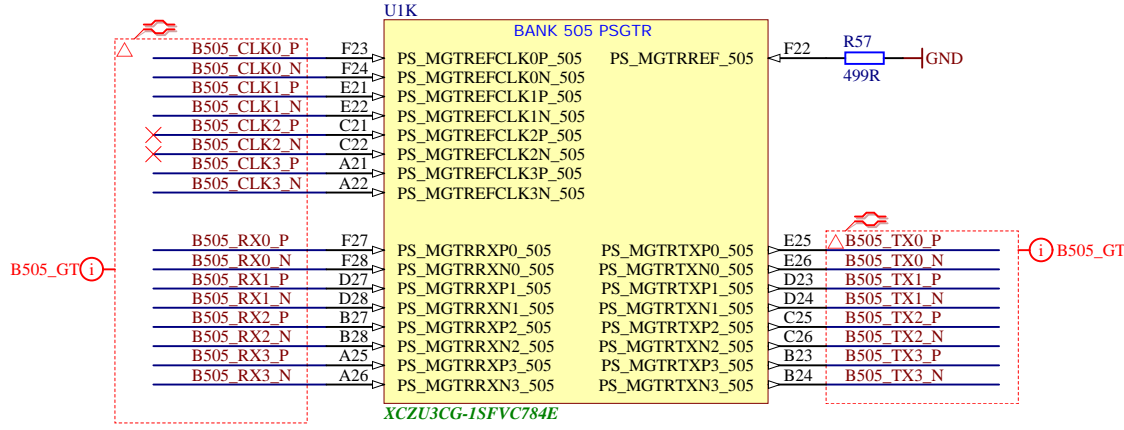 U1K
BANK 505 PSGTR
B505_CLK0_P F23 PS_MGTREFCLK0P_505 PS_MGTRREF_505 F22 R57 499R GND
B505_CLK0_N F24 PS_MGTREFCLK0N_505
B505_CLK1_P E21 PS_MGTREFCLK1P_505
B505_CLK1_N E22 PS_MGTREFCLK1N_505
B505_CLK2_P C21 PS_MGTREFCLK2P_505
B505_CLK2_N C22 PS_MGTREFCLK2N_505
B505_CLK3_P A21 PS_MGTREFCLK3P_505
B505_CLK3_N A22 PS_MGTREFCLK3N_505
B505_RX0_P F27 PS_MGTRRXP0_505 PS_MGTRTXP0_505 E25 B505_TX0_P
B505_GT i B505_RX0_N F28 PS_MGTRRXN0_505 PS_MGTRTXN0_505 E26 B505_TX0_N i B505_GT
B505_RX1_P D27 PS_MGTRRXP1_505 PS_MGTRTXP1_505 D23 B505_TX1_P
B505_RX1_N D28 PS_MGTRRXN1_505 PS_MGTRTXN1_505 D24 B505_TX1_N
B505_RX2_P B27 PS_MGTRRXP2_505 PS_MGTRTXP2_505 C25 B505_TX2_P
B505_RX2_N B28 PS_MGTRRXN2_505 PS_MGTRTXN2_505 C26 B505_TX2_N
B505_RX3_P A25 PS_MGTRRXP3_505 PS_MGTRTXP3_505 B23 B505_TX3_P
B505_RX3_N A26 PS_MGTRRXN3_505 PS_MGTRTXN3_505 B24 B505_TX3_N
XCZU3CG-1SFVC784E